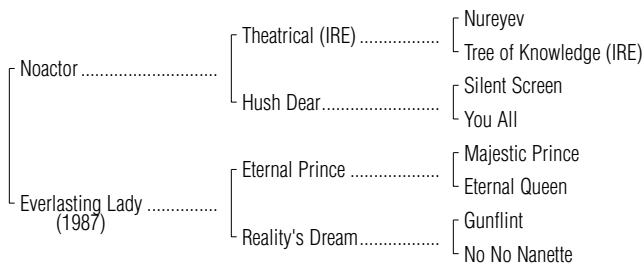 Nureyev
Theatrical (IRE) ....................
Tree of Knowledge (IRE)
Noactor ..................................
Silent Screen
Hush Dear.............................
You All
Majestic Prince
Eternal Prince ......................
Eternal Queen
Everlasting Lady .................
(1987)
Gunflint
Reality's Dream....................
No No Nanette